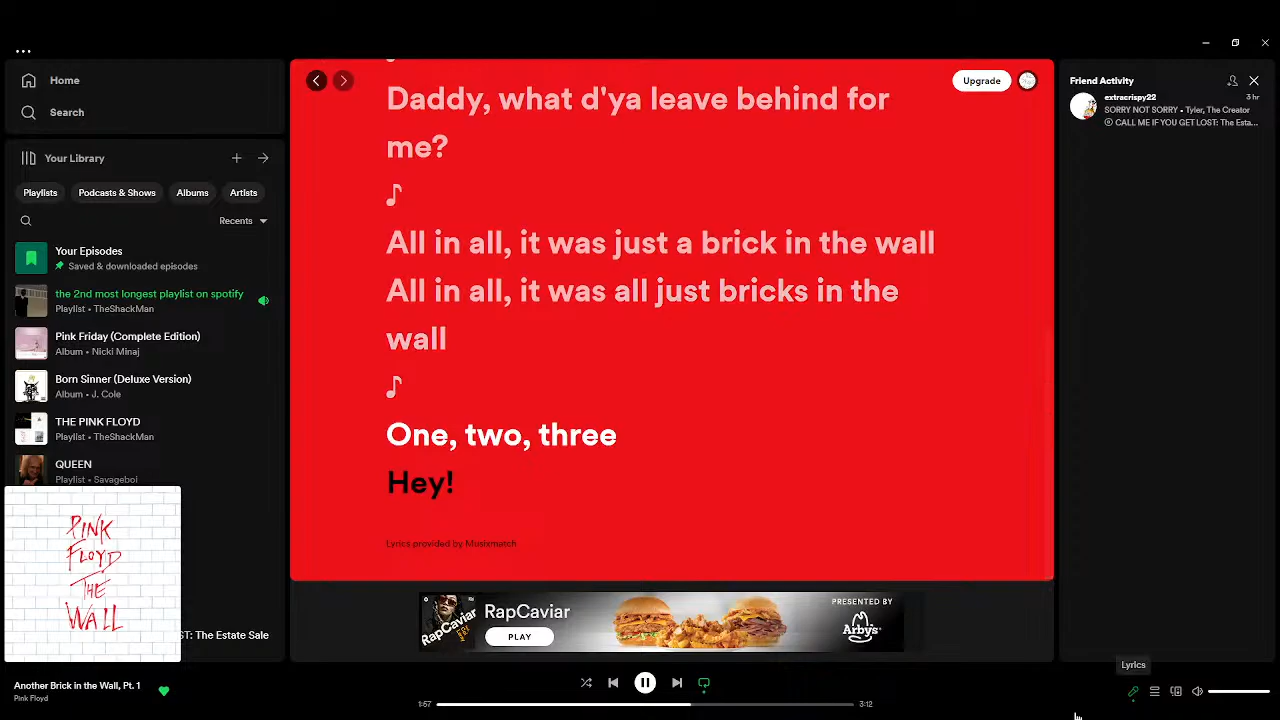 Home
Search
Your Library
Playlists
Podcasts & Shows
Albums
Artists
Recents
Your Episodes
Saved & downloaded episodes
the 2nd most longest playlist on spotify
Playlist • TheShackMan
Pink Friday (Complete Edition)
Album • Nicki Minaj
Born Sinner (Deluxe Version)
Album • J. Cole
THE PINK FLOYD
Playlist • TheShackMan
QUEEN
Playlist • Savageboi
PINK
FLOYD
THE
WALL
ST: The Estate Sale
Upgrade
Daddy, what d'ya leave behind for
me?
♪
All in all, it was just a brick in the wall
All in all, it was all just bricks in the
wall
♪
One, two, three
Hey!
Lyrics provided by Musixmatch
RapCaviar
RapCaviar
PLAY
PRESENTED BY
Arby's
Friend Activity
extracrispy22
3 hr
SORRY NOT SORRY • Tyler, The Creator
CALL ME IF YOU GET LOST: The Esta...
Lyrics
Another Brick in the Wall, Pt. 1
Pink Floyd
1:57
3:12